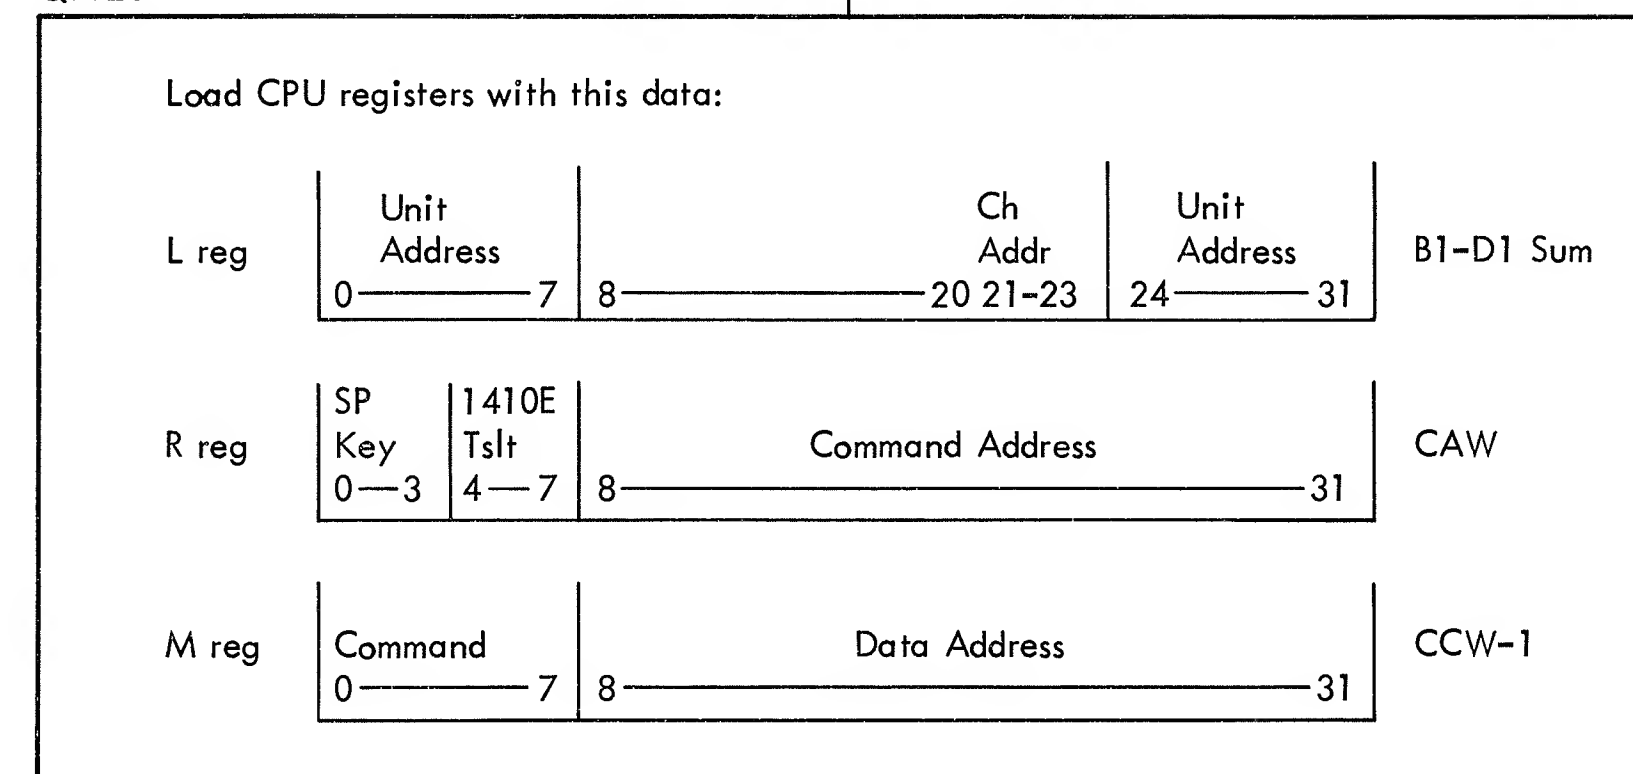 Load CPU registers with this data:
Unit Ch Unit
L reg Address Addr Address B1-D1 Sum
0 7 8 20 21-23 24 31
SP 1410E
R reg Key Tslt Command Address CAW
0 3 4 7 8 31
M reg Command Data Address CCW-1
0 7 8 31